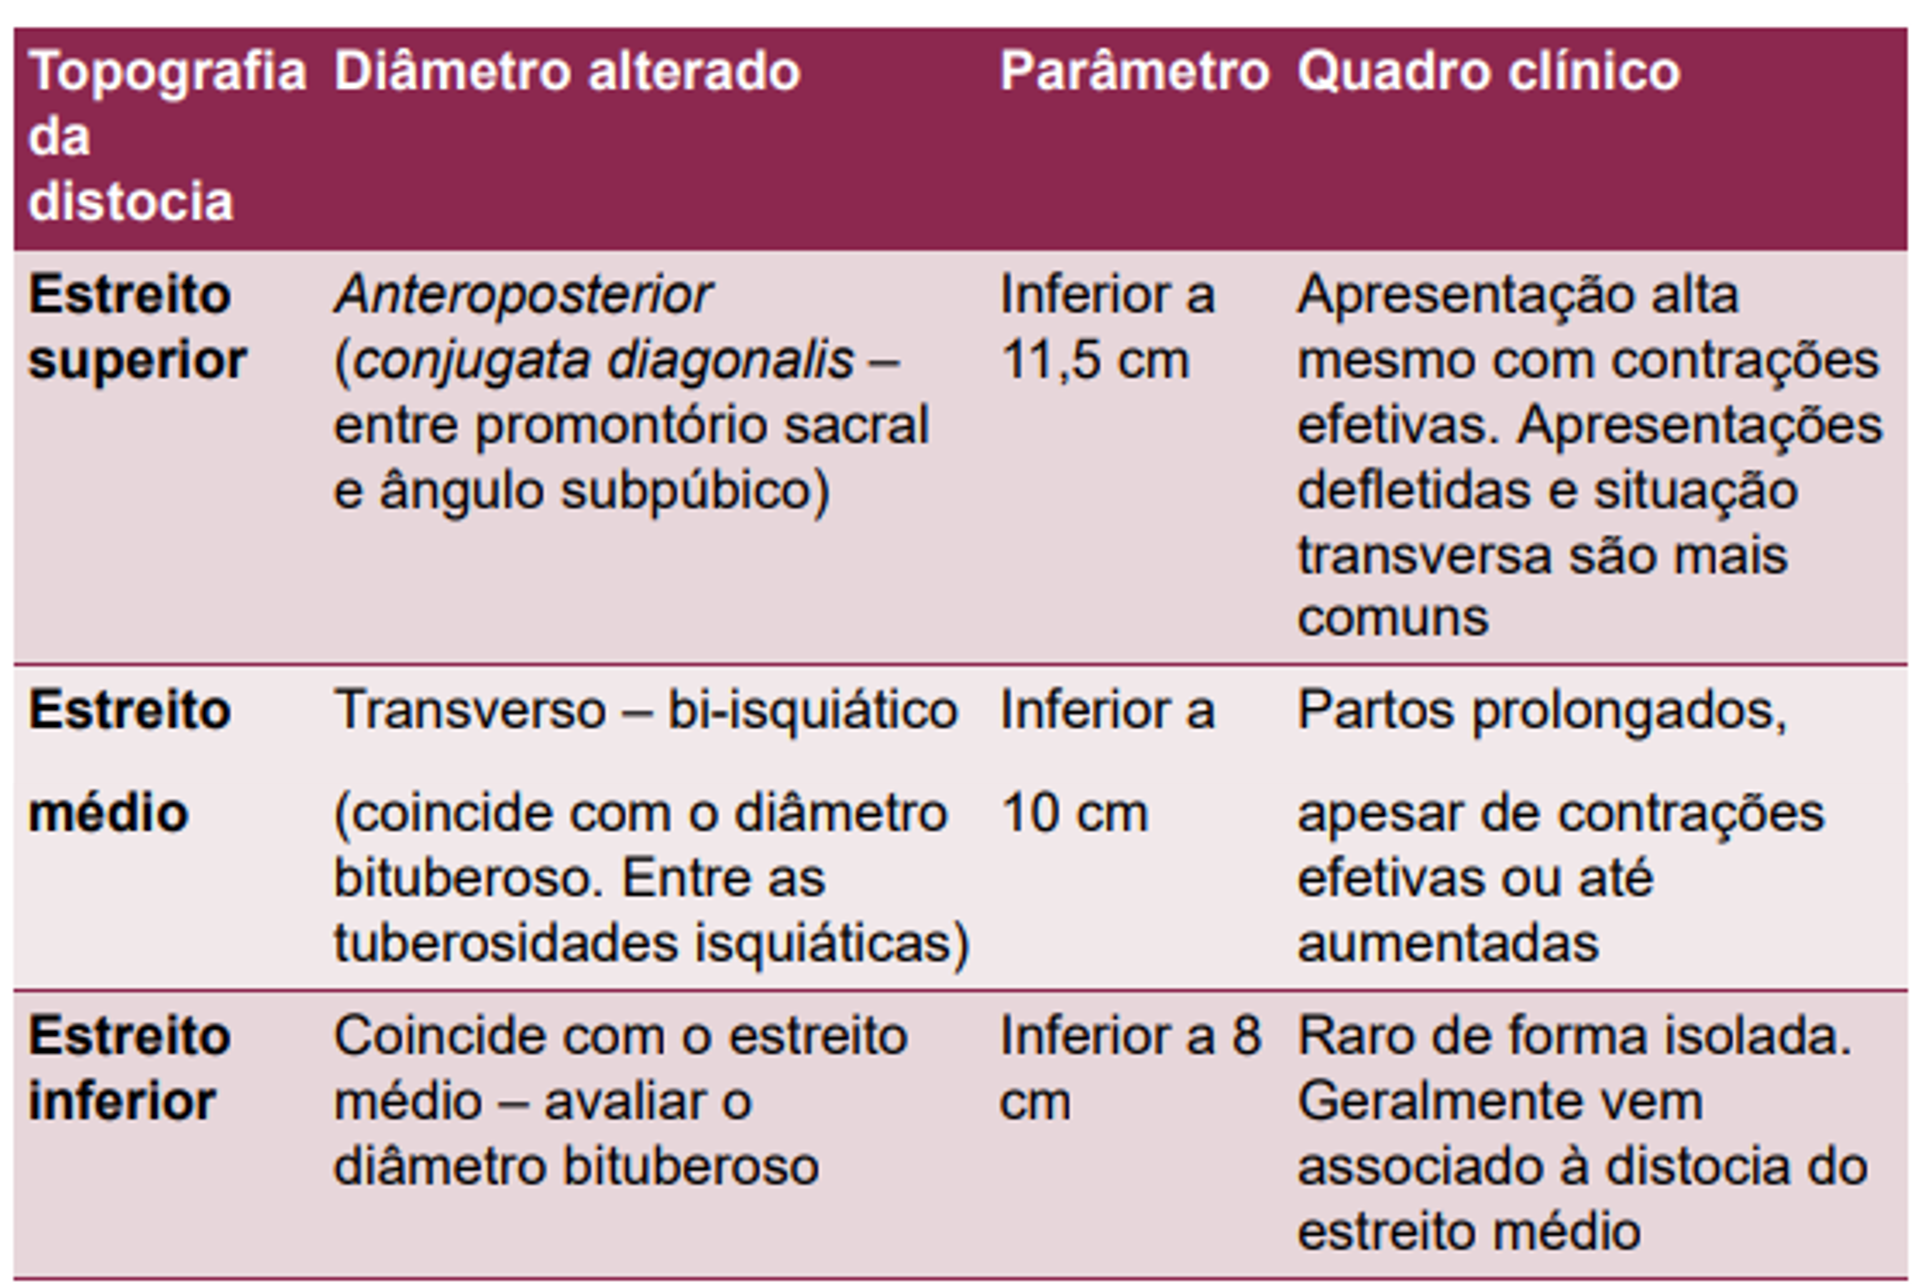 Topografia da distocia | Diâmetro alterado | Parâmetro | Quadro clínico
Estreito superior | Anteroposterior (conjugata diagonalis – entre promontório sacral e ângulo subpúbico) | Inferior a 11,5 cm | Apresentação alta mesmo com contrações efetivas. Apresentações defletidas e situação transversa são mais comuns
Estreito médio | Transverso – bi-isquiático (coincide com o diâmetro bituberoso. Entre as tuberosidades isquiáticas) | Inferior a 10 cm | Partos prolongados, apesar de contrações efetivas ou até aumentadas
Estreito inferior | Coincide com o estreito médio – avaliar o diâmetro bituberoso | Inferior a 8 cm | Raro de forma isolada. Geralmente vem associado à distocia do estreito médio